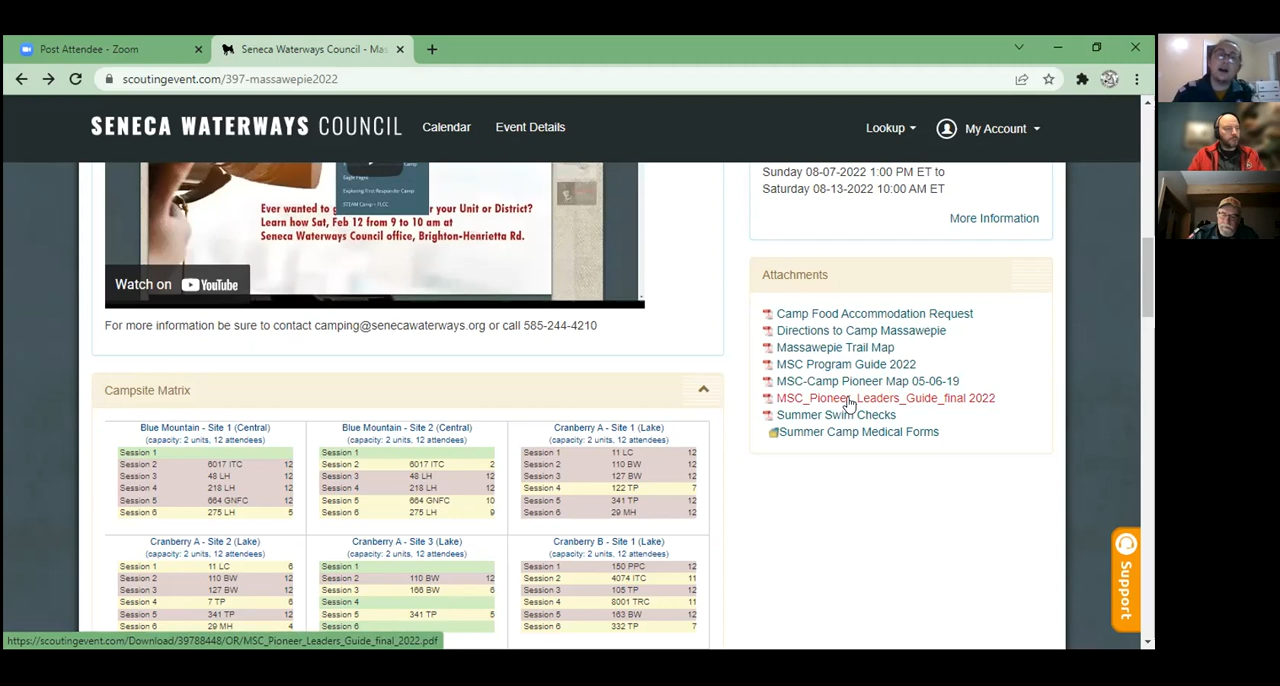 Post Attendee - Zoom
Seneca Waterways Council - Mas
scoutingevent.com/397-massawepie2022
SENECA WATERWAYS COUNCIL
Calendar
Event Details
Lookup
My Account
Camp
Eagle Flight
Exploring First Responder Camp
STEAM Camp - FLCC
Ever wanted to g
r your Unit or District?
Learn how Sat, Feb 12 from 9 to 10 am at
Seneca Waterways Council office, Brighton-Henrietta Rd.
Watch on YouTube
For more information be sure to contact camping@senecawaterways.org or call 585-244-4210
Sunday 08-07-2022 1:00 PM ET to
Saturday 08-13-2022 10:00 AM ET
More Information
Attachments
Camp Food Accommodation Request
Directions to Camp Massawepie
Massawepie Trail Map
MSC Program Guide 2022
MSC-Camp Pioneer Map 05-06-19
MSC_Pioneer_Leaders_Guide_final 2022
Summer Swim Checks
Summer Camp Medical Forms
Campsite Matrix
Blue Mountain - Site 1 (Central)
(capacity: 2 units, 12 attendees)
Session 1
Session 2 6017 ITC 12
Session 3 48 LH 12
Session 4 218 LH 12
Session 5 664 GNFC 12
Session 6 275 LH 5
Blue Mountain - Site 2 (Central)
(capacity: 2 units, 12 attendees)
Session 1
Session 2 6017 ITC 2
Session 3 48 LH 12
Session 4 218 LH 12
Session 5 664 GNFC 10
Session 6 275 LH 9
Cranberry A - Site 1 (Lake)
(capacity: 2 units, 12 attendees)
Session 1 11 LC 12
Session 2 110 BW 12
Session 3 127 BW 12
Session 4 122 TP 7
Session 5 341 TP 12
Session 6 29 MH 12
Cranberry A - Site 2 (Lake)
(capacity: 2 units, 12 attendees)
Session 1 11 LC 6
Session 2 110 BW 12
Session 3 127 BW 12
Session 4 7 TP 6
Session 5 341 TP 12
Session 6 29 MH 4
Cranberry A - Site 3 (Lake)
(capacity: 2 units, 12 attendees)
Session 1
Session 2 110 BW 12
Session 3 166 BW 6
Session 4
Session 5 341 TP 5
Session 6
Cranberry B - Site 1 (Lake)
(capacity: 2 units, 12 attendees)
Session 1 150 PPC 12
Session 2 4074 ITC 11
Session 3 105 TP 12
Session 4 8001 TRC 11
Session 5 163 BW 12
Session 6 332 TP 7
Support
https://scoutingevent.com/Download/39788448/OR/MSC_Pioneer_Leaders_Guide_final_2022.pdf